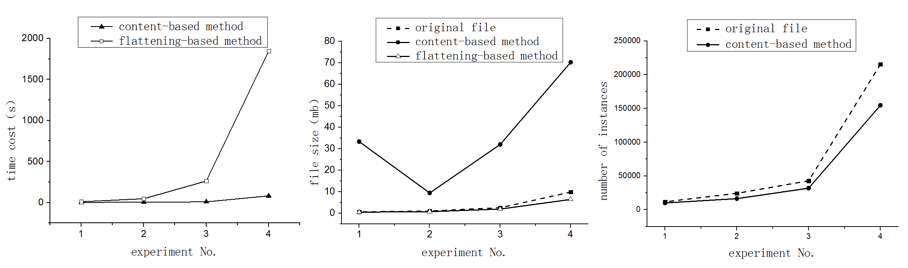 content-based method
flattening-based method
2000
1500
1000
500
0
time cost (s)
1 2 3 4
experiment No.
original file
content-based method
flattening-based method
80
70
60
50
40
30
20
10
0
file size (mb)
1 2 3 4
experiment No.
original file
content-based method
250000
200000
150000
100000
50000
0
number of instances
1 2 3 4
experiment No.